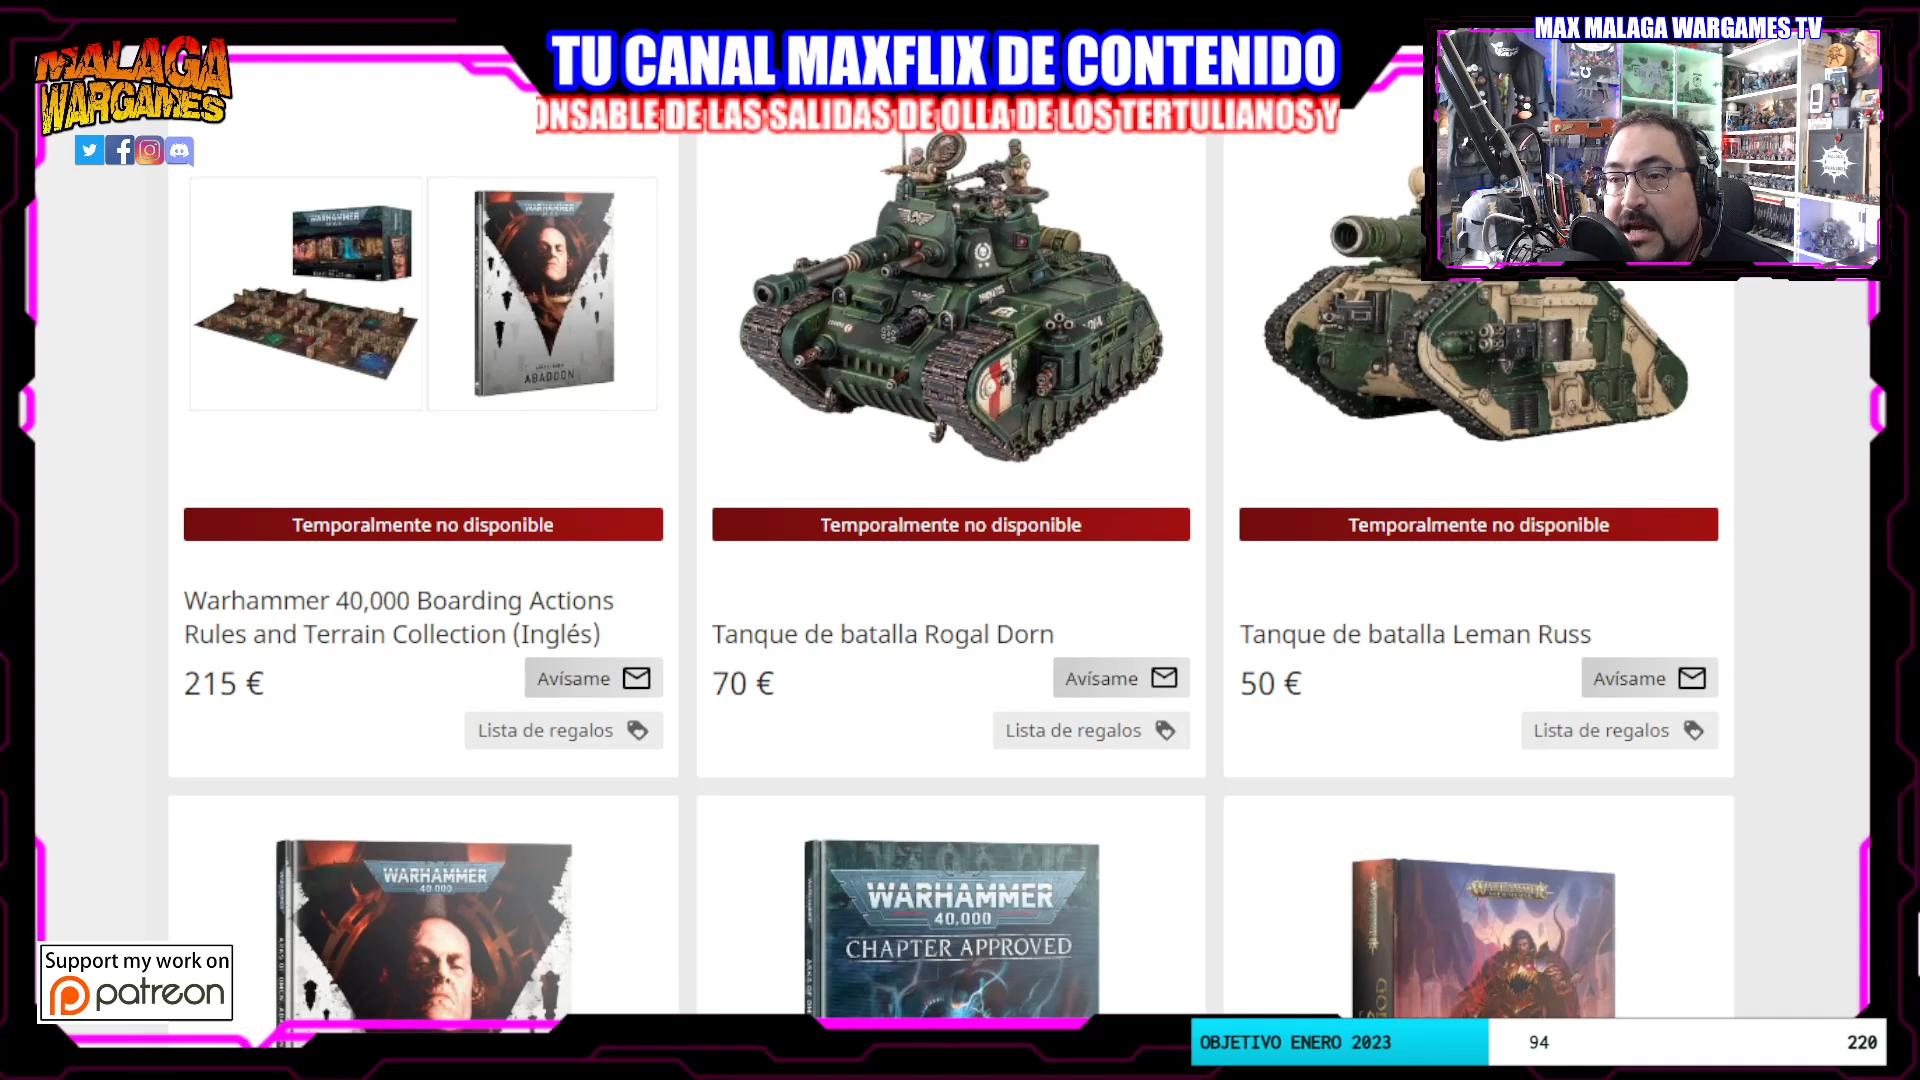 MALAGA
WARGAMES
TU CANAL MAXFLIX DE CONTENIDO
ONSABLE DE LAS SALIDAS DE OLLA DE LOS TERTULIANOS Y
MAX MALAGA WARGAMES TV
WARHAMMER
WARHAMMER
ABADDON
Temporalmente no disponible
Temporalmente no disponible
Temporalmente no disponible
Warhammer 40,000 Boarding Actions
Rules and Terrain Collection (Inglés)
215 €
Avísame
Lista de regalos
Tanque de batalla Rogal Dorn
70 €
Avísame
Lista de regalos
Tanque de batalla Leman Russ
50 €
Avísame
Lista de regalos
WARHAMMER
40,000
WARHAMMER
40,000
CHAPTER APPROVED
WARHAMMER
Support my work on
patreon
OBJETIVO ENERO 2023
94
220